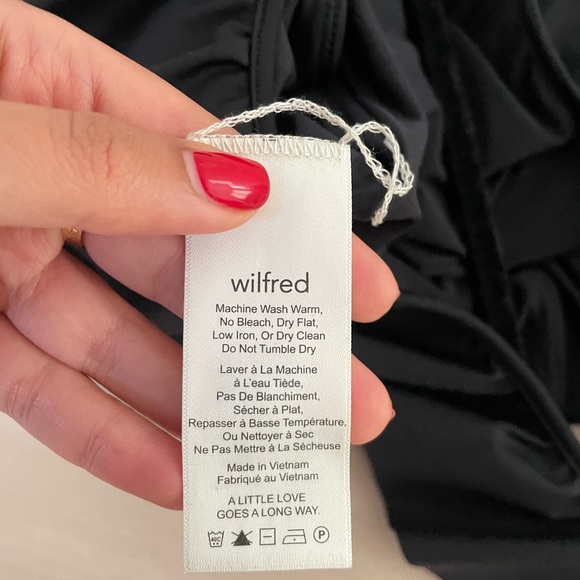 wilfred
Machine Wash Warm,
No Bleach, Dry Flat,
Low Iron, Or Dry Clean
Do Not Tumble Dry
Laver à La Machine
à L'eau Tiède,
Pas De Blanchiment,
Sécher à Plat,
Repasser à Basse Température,
Ou Nettoyer à Sec
Ne Pas Mettre à La Sécheuse
Made in Vietnam
Fabriqué au Vietnam
A LITTLE LOVE
GOES A LONG WAY.
40C P